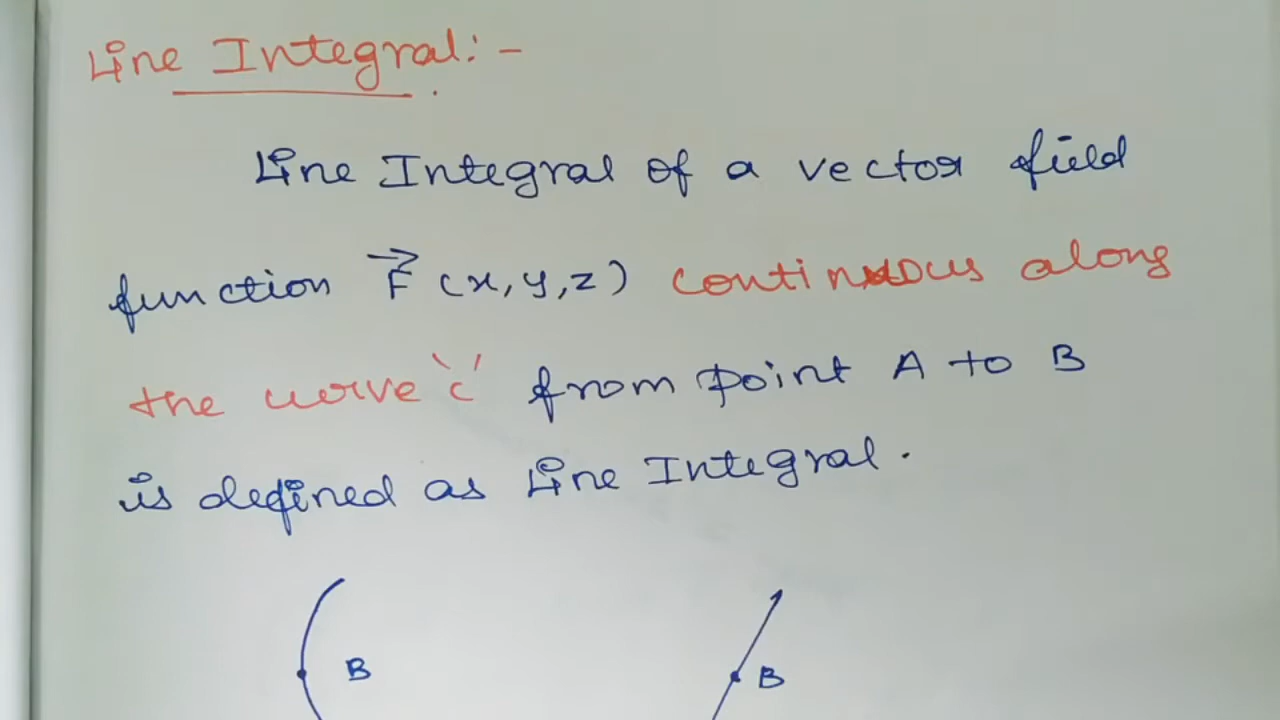 Line Integral:-
Line Integral of a vector field
function F⃗ (x,y,z) continuous along
the curve 'c' from point A to B
is defined as Line Integral.
B B